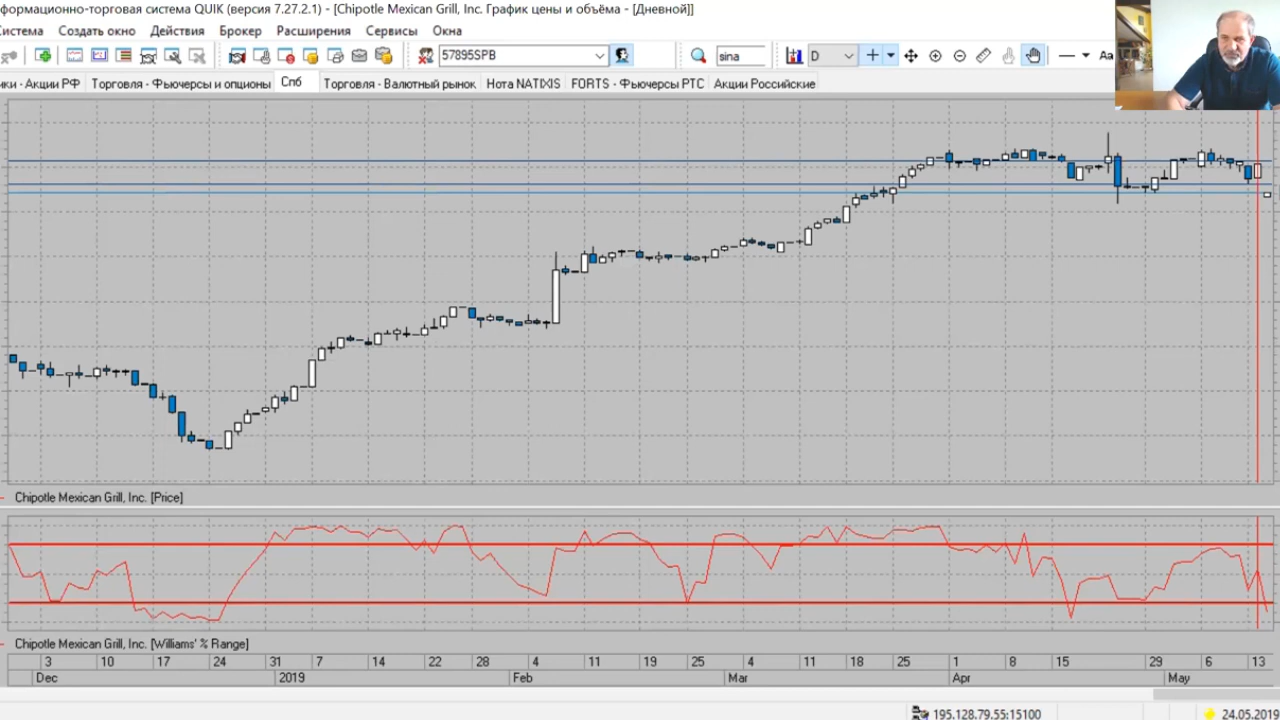 формационно-торговая система QUIK (версия 7.27.2.1) - [Chipotle Mexican Grill, Inc. График цены и объёма - [Дневной]]
Система Создать окно Действия Брокер Расширения Сервисы Окна
57895SPB sina D Aa
ки - Акции РФ Торговля - Фьючерсы и опционы Спб Торговля - Валютный рынок Нота NATIXIS FORTS - Фьючерсы РТС Акции Российские
Chipotle Mexican Grill, Inc. [Price]
Chipotle Mexican Grill, Inc. [Williams' % Range]
3 10 17 24 31 7 14 22 28 4 11 19 25 4 11 18 25 1 8 15 29 6 13
Dec 2019 Feb Mar Apr May
195.128.79.55:15100 24.05.2019